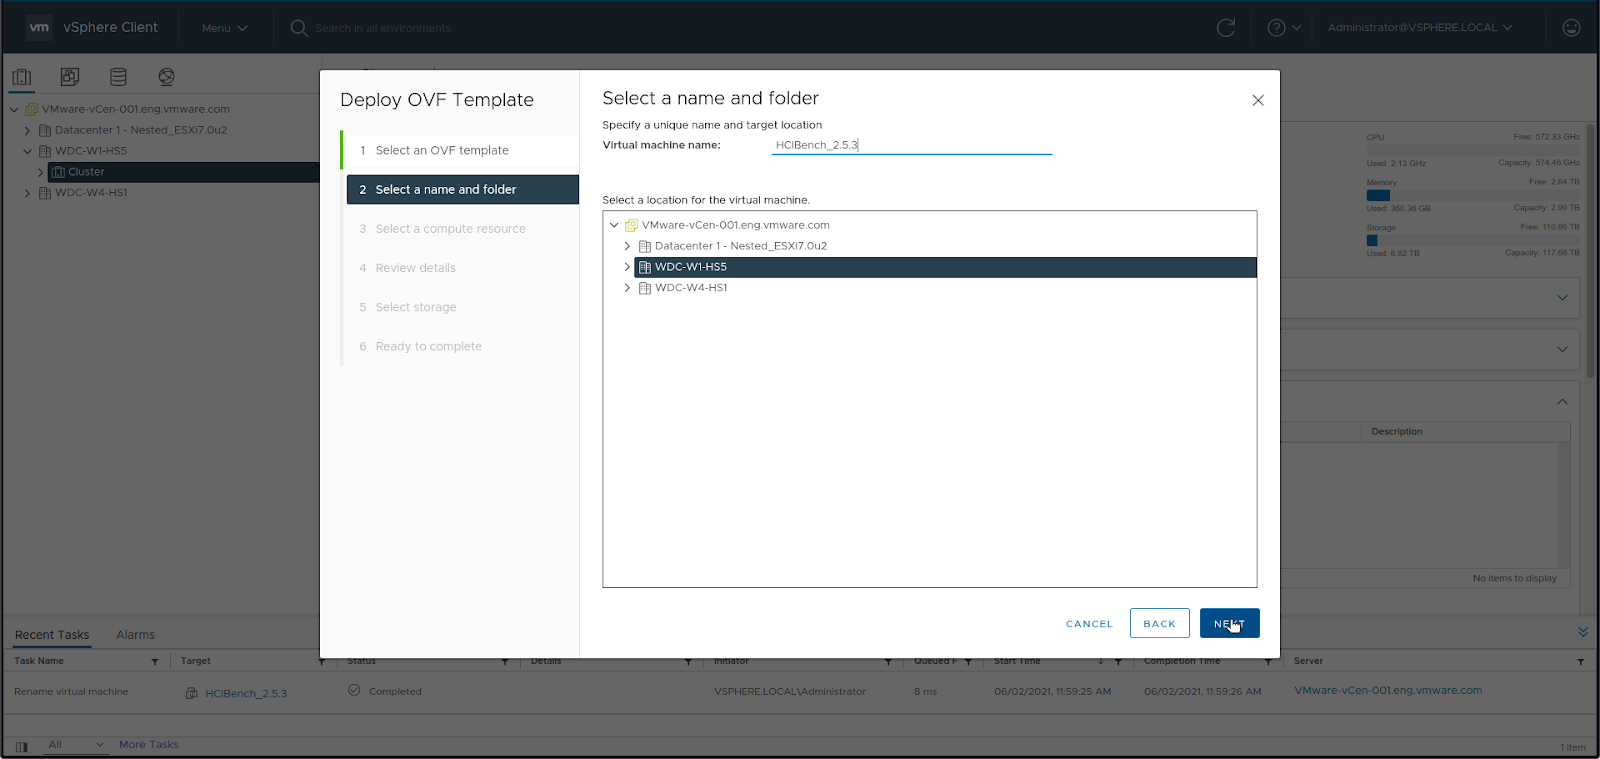 vm vSphere Client Menu Search in all environments Administrator@VSPHERE.LOCAL
VMware-vCen-001.eng.vmware.com
Datacenter 1 - Nested_ESXi7.0u2
WDC-W1-HS5
Cluster
WDC-W4-HS1
Deploy OVF Template
1 Select an OVF template
2 Select a name and folder
3 Select a compute resource
4 Review details
5 Select storage
6 Ready to complete
Select a name and folder
Specify a unique name and target location
Virtual machine name: HCIBench_2.5.3
Select a location for the virtual machine.
VMware-vCen-001.eng.vmware.com
Datacenter 1 - Nested_ESXi7.0u2
WDC-W1-HS5
WDC-W4-HS1
CANCEL BACK NEXT
CPU Free: 572.33 GHz
Used: 2.13 GHz Capacity: 574.46 GHz
Memory Free: 2.64 TB
Used: 360.36 GB Capacity: 2.99 TB
Storage Free: 110.86 TB
Used: 6.82 TB Capacity: 117.68 TB
Description
No items to display
Recent Tasks Alarms
Task Name Target Status Details Initiator Queued F Start Time Completion Time Server
Rename virtual machine HCIBench_2.5.3 Completed VSPHERE.LOCAL\Administrator 8 ms 06/02/2021, 11:59:25 AM 06/02/2021, 11:59:26 AM VMware-vCen-001.eng.vmware.com
All More Tasks 1 item